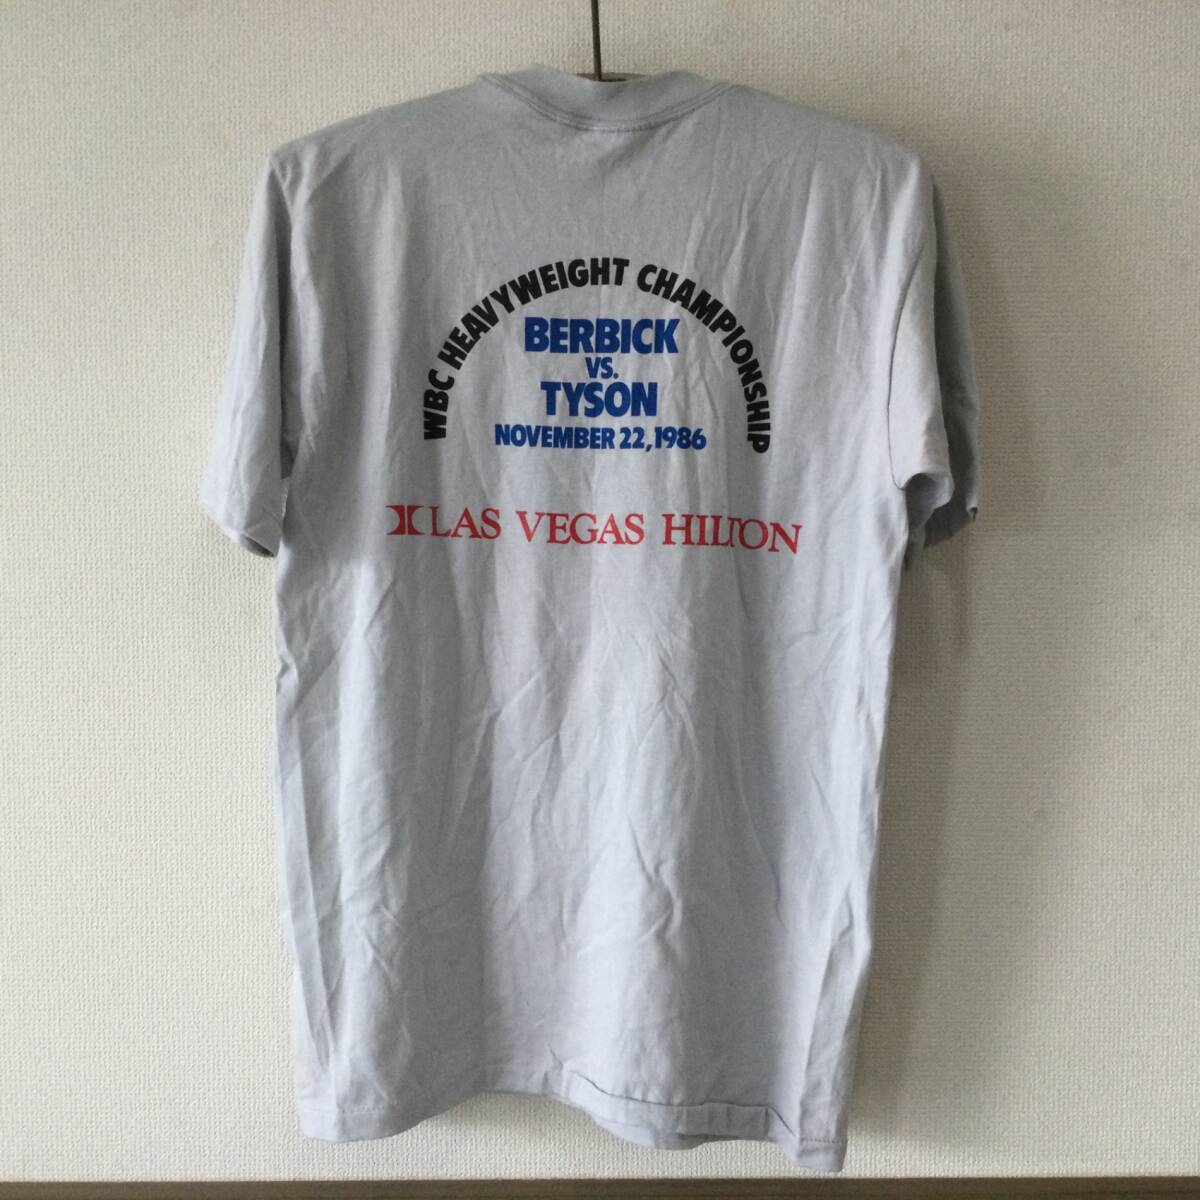 WBC HEAVYWEIGHT CHAMPIONSHIP
BERBICK
VS.
TYSON
NOVEMBER 22, 1986
LAS VEGAS HILTON